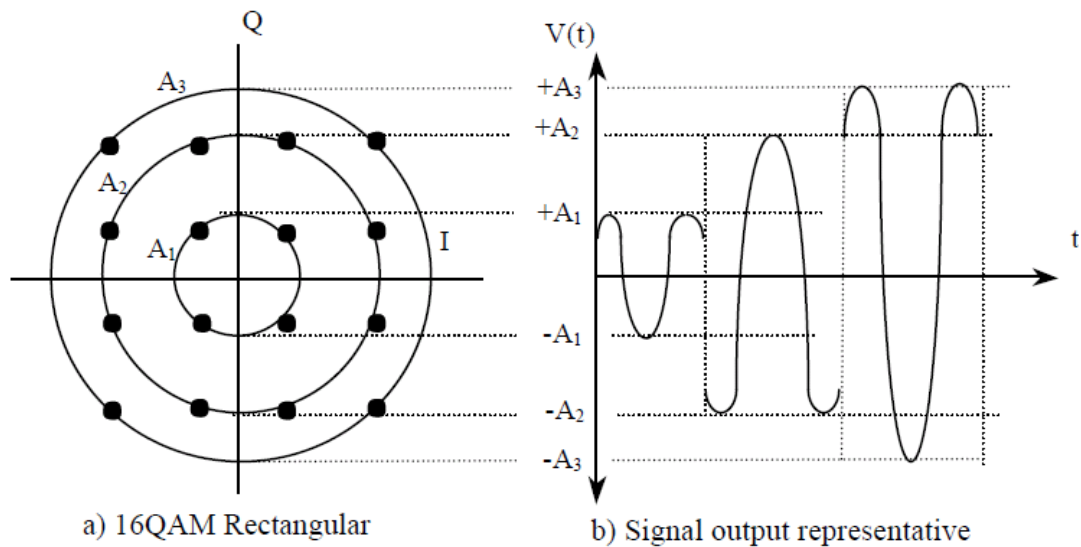 Q
A3
A2
A1
I
a) 16QAM Rectangular
V(t)
+A3
+A2
+A1
t
-A1
-A2
-A3
b) Signal output representative